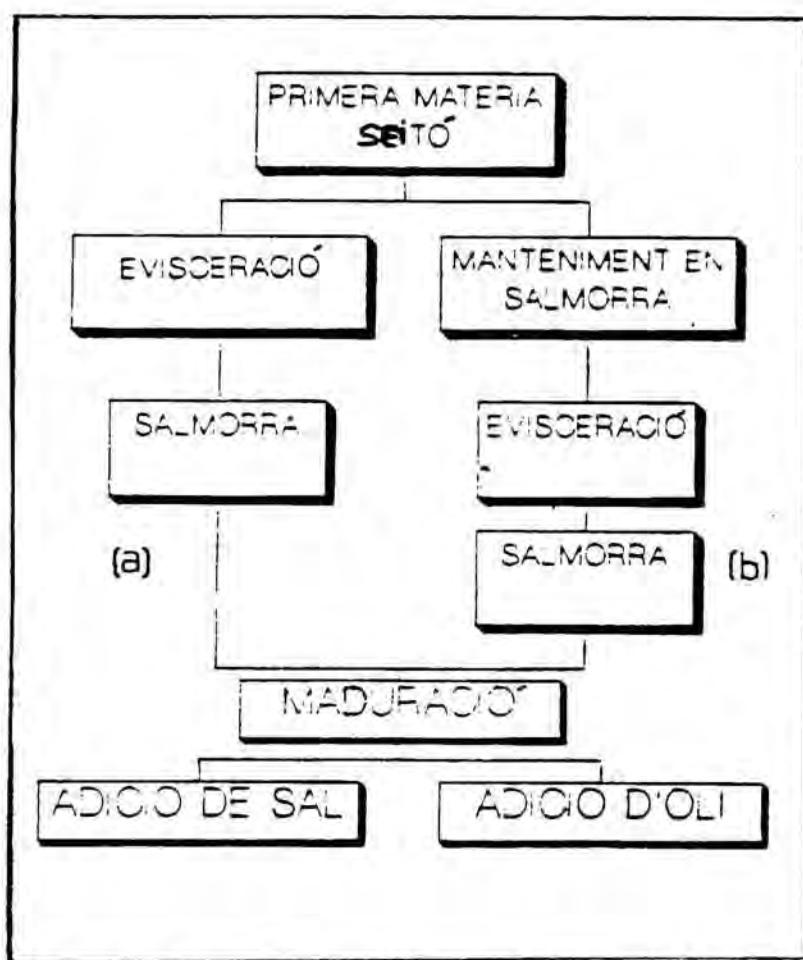 PRIMERA MATERIA
SEITÓ
EVISCERACIÓ
MANTENIMENT EN
SALMORRA
SALMORRA
EVISCERACIÓ
(a)
SALMORRA
(b)
MADURACIÓ
ADICIO DE SAL
ADICIO D'OLI